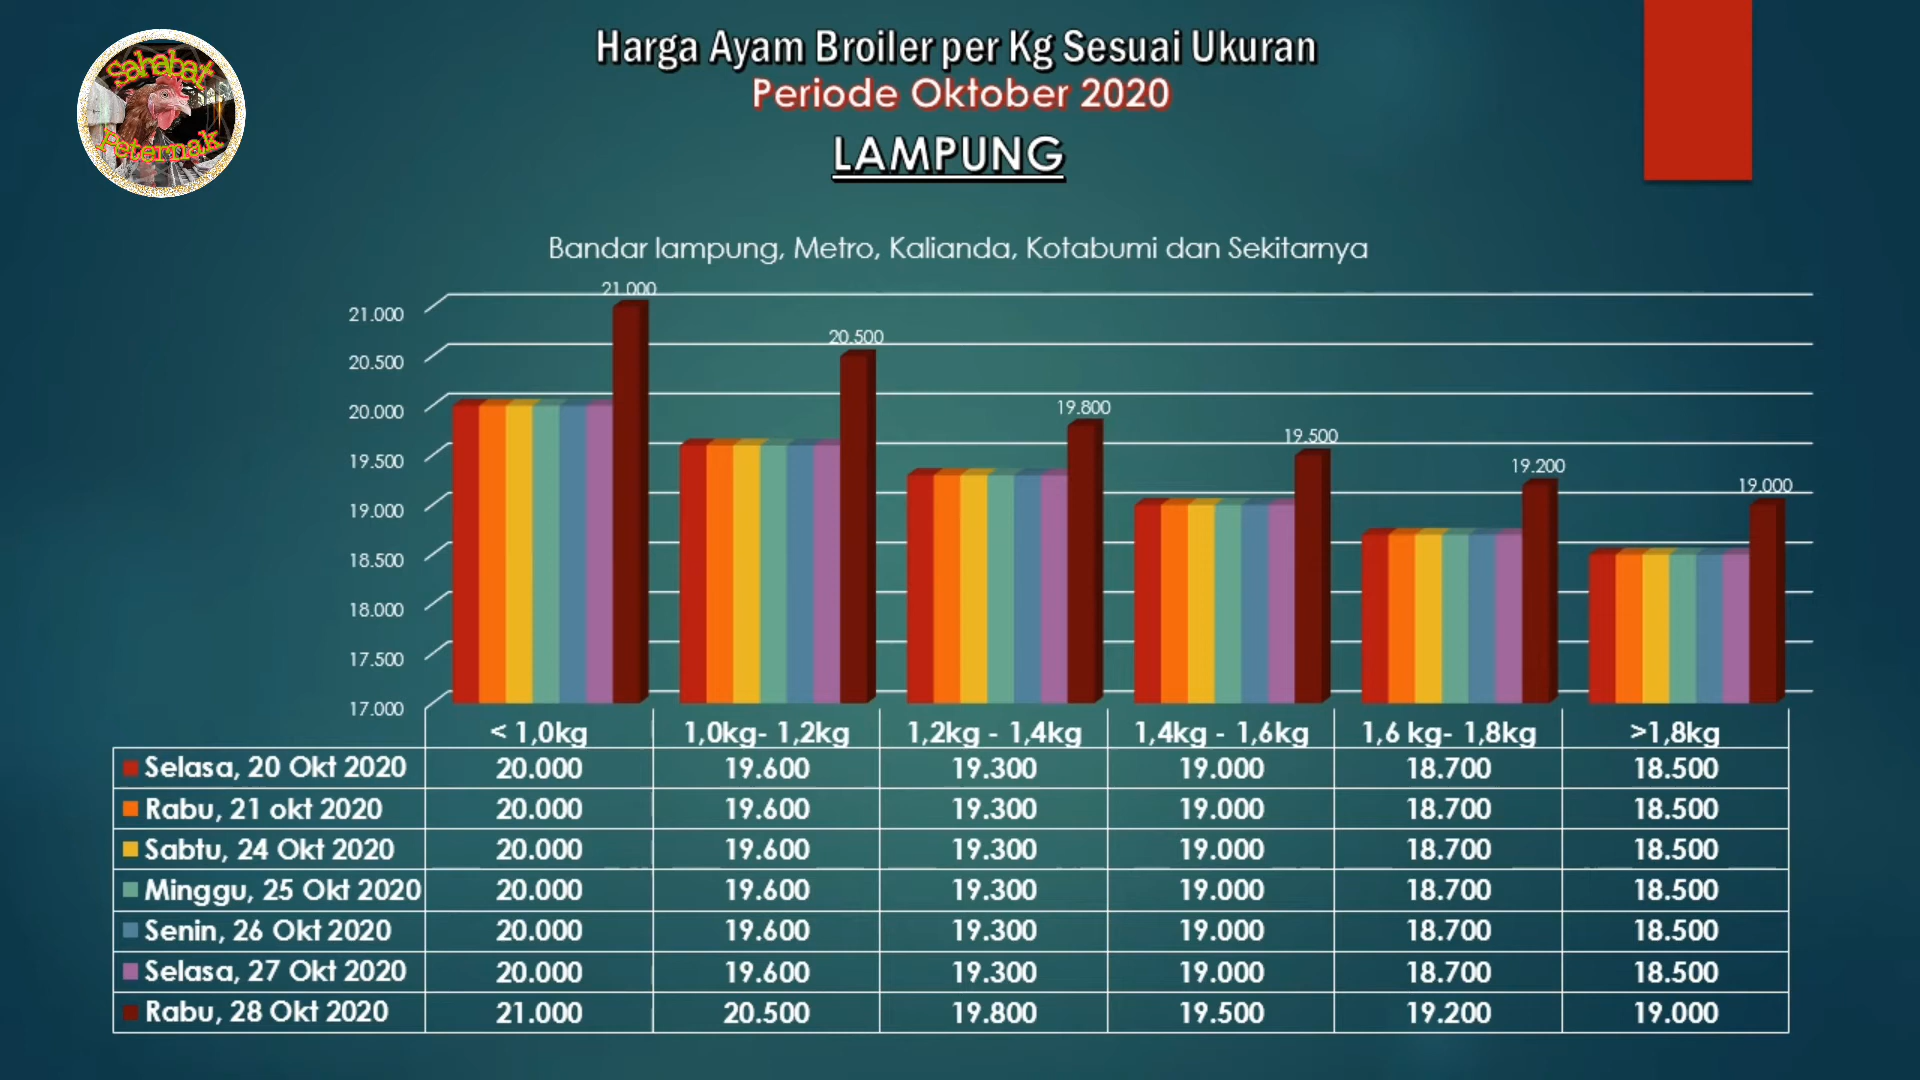 Sahabat
Peternak
Harga Ayam Broiler per Kg Sesuai Ukuran
Periode Oktober 2020
LAMPUNG
Bandar lampung, Metro, Kalianda, Kotabumi dan Sekitarnya
21.000
20.500
20.000
19.500
19.000
18.500
18.000
17.500
17.000
21.000
20.500
19.800
19.500
19.200
19.000
< 1,0kg 1,0kg- 1,2kg 1,2kg - 1,4kg 1,4kg - 1,6kg 1,6 kg- 1,8kg >1,8kg
Selasa, 20 Okt 2020 20.000 19.600 19.300 19.000 18.700 18.500
Rabu, 21 okt 2020 20.000 19.600 19.300 19.000 18.700 18.500
Sabtu, 24 Okt 2020 20.000 19.600 19.300 19.000 18.700 18.500
Minggu, 25 Okt 2020 20.000 19.600 19.300 19.000 18.700 18.500
Senin, 26 Okt 2020 20.000 19.600 19.300 19.000 18.700 18.500
Selasa, 27 Okt 2020 20.000 19.600 19.300 19.000 18.700 18.500
Rabu, 28 Okt 2020 21.000 20.500 19.800 19.500 19.200 19.000